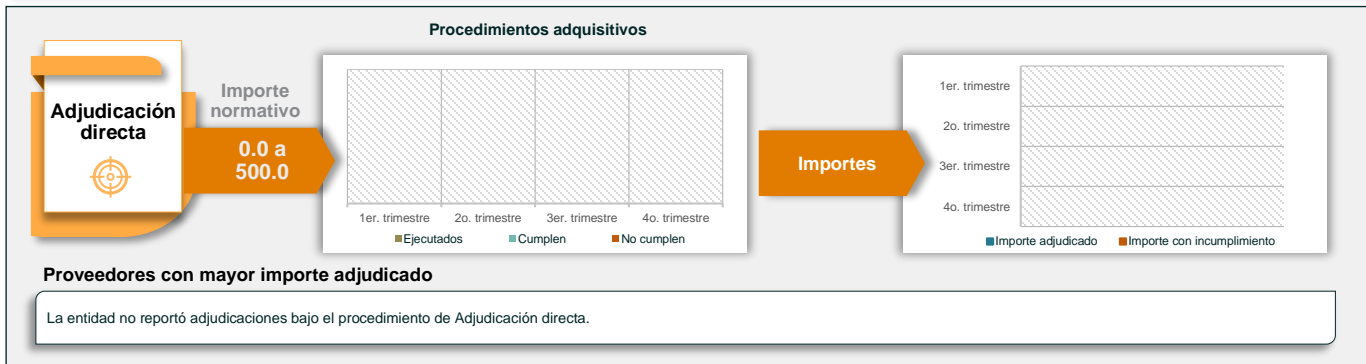 Procedimientos adquisitivos
Adjudicación
directa
Importe
normativo
0.0 a
500.0
1er. trimestre 2o. trimestre 3er. trimestre 4o. trimestre
Ejecutados Cumplen No cumplen
Importes
1er. trimestre
2o. trimestre
3er. trimestre
4o. trimestre
Importe adjudicado Importe con incumplimiento
Proveedores con mayor importe adjudicado
La entidad no reportó adjudicaciones bajo el procedimiento de Adjudicación directa.